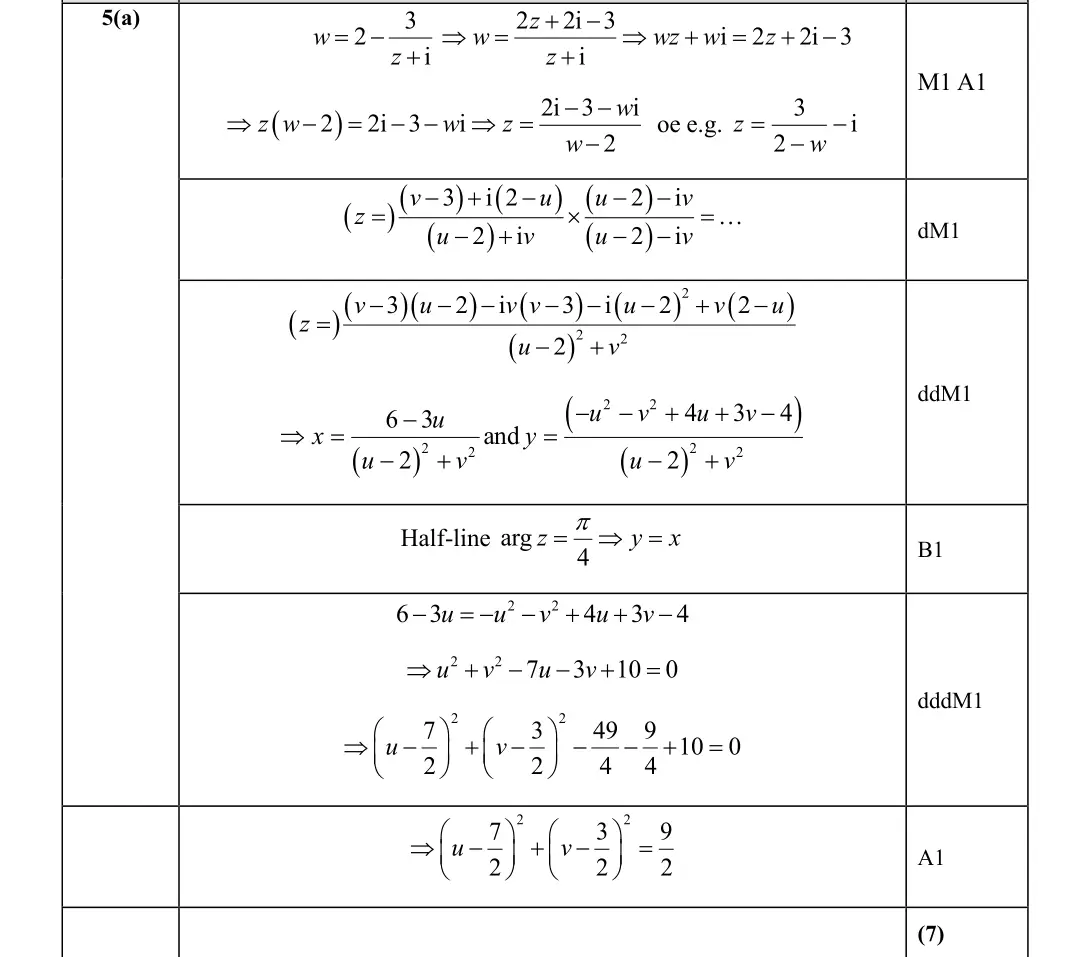 5(a)
w = 2 − 3/(z + i) ⇒ w = (2z + 2i − 3)/(z + i) ⇒ wz + wi = 2z + 2i − 3
⇒ z(w − 2) = 2i − 3 − wi ⇒ z = (2i − 3 − wi)/(w − 2) oe e.g. z = 3/(2 − w) − i
M1 A1
(z =) ((v − 3) + i(2 − u))/((u − 2) + iv) × ((u − 2) − iv)/((u − 2) − iv) = …
dM1
(z =) ((v − 3)(u − 2) − iv(v − 3) − i(u − 2)² + v(2 − u))/((u − 2)² + v²)
⇒ x = (6 − 3u)/((u − 2)² + v²) and y = (−u² − v² + 4u + 3v − 4)/((u − 2)² + v²)
ddM1
Half-line arg z = π/4 ⇒ y = x
B1
6 − 3u = −u² − v² + 4u + 3v − 4
⇒ u² + v² − 7u − 3v + 10 = 0
⇒ (u − 7/2)² + (v − 3/2)² − 49/4 − 9/4 + 10 = 0
dddM1
⇒ (u − 7/2)² + (v − 3/2)² = 9/2
A1
(7)